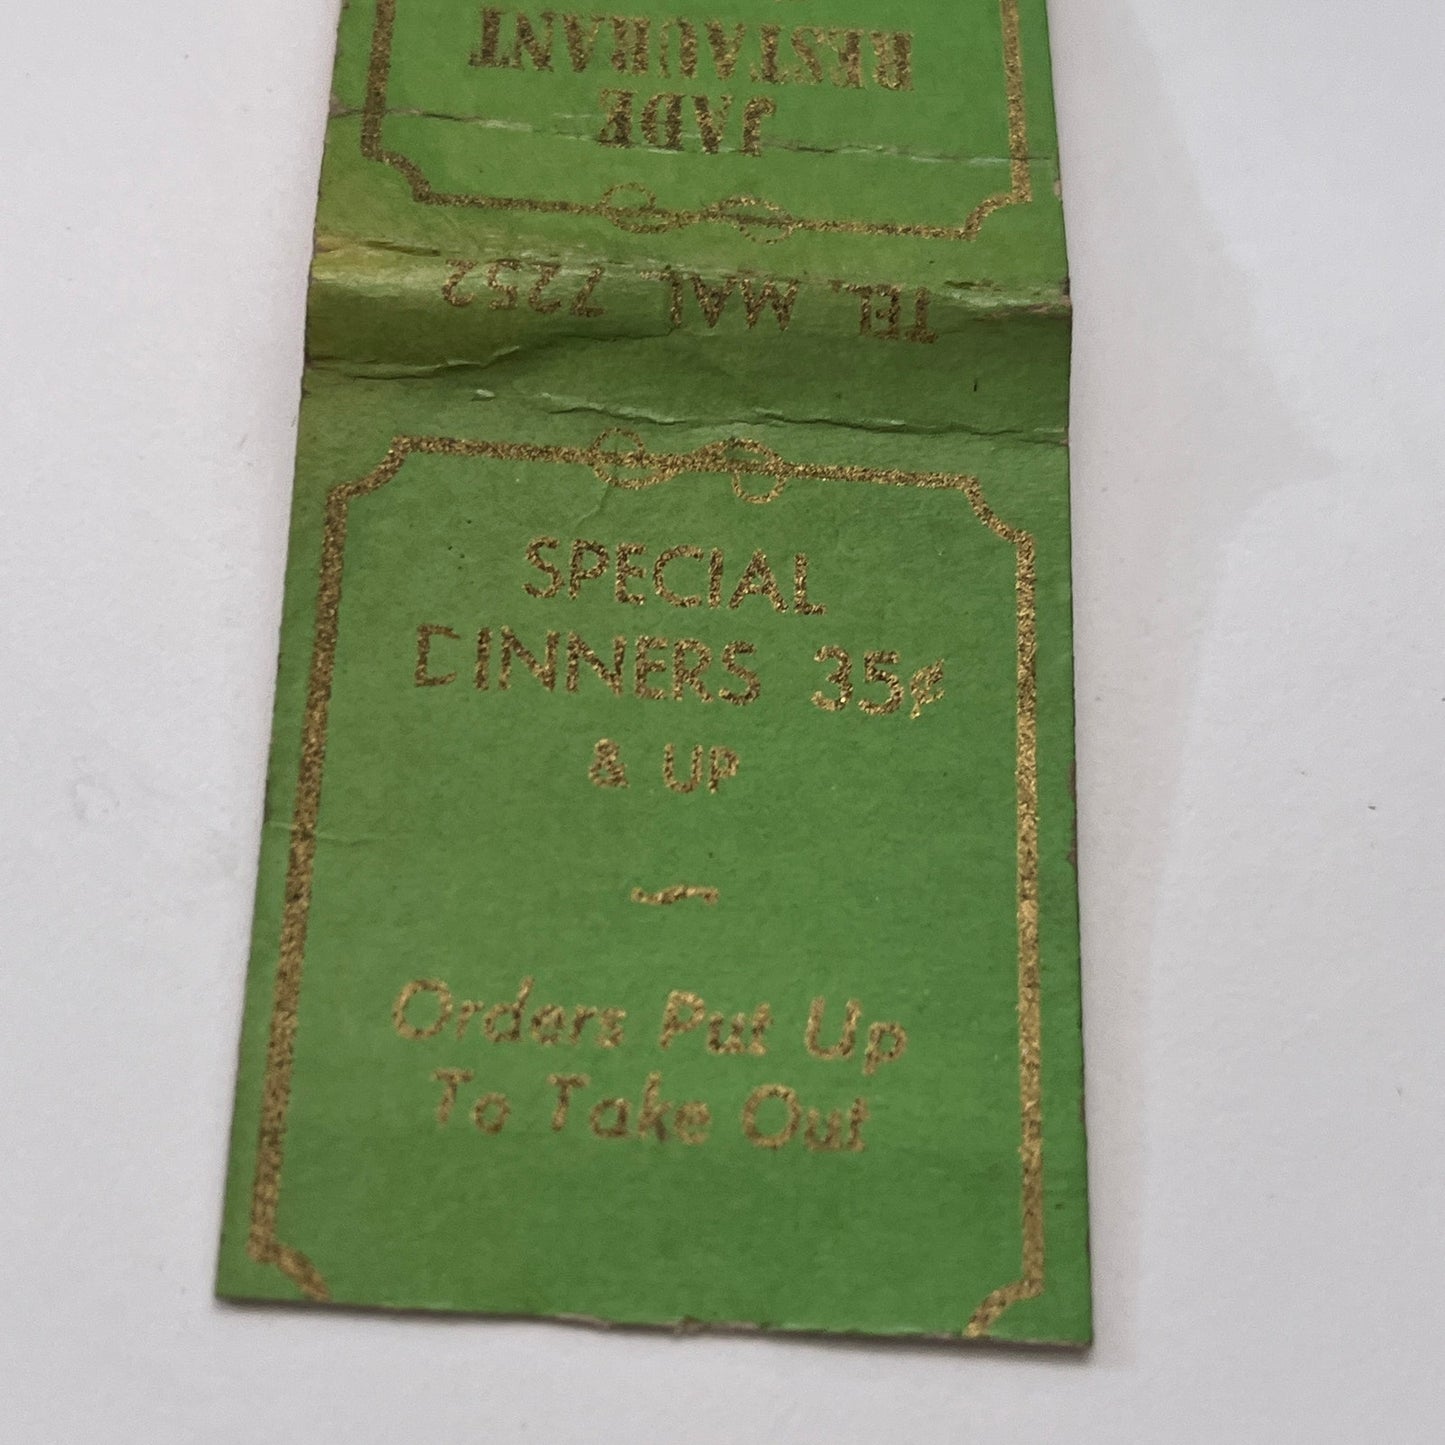 JADE
RESTAURANT
TEL. MAL 7252
SPECIAL
DINNERS 35¢
& UP
Orders Put Up
To Take Out